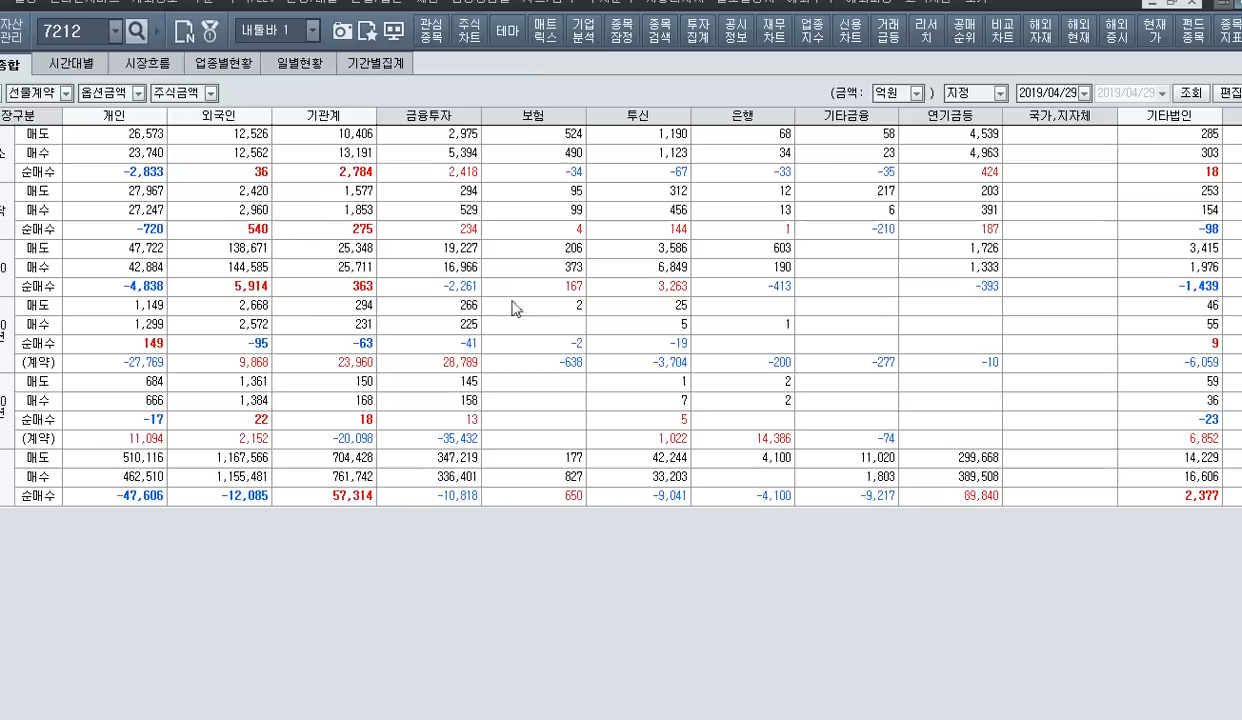 자산 관리 7212 내툴바 1 관심 종목 주식 차트 테마 매트 릭스 기업 분석 종목 잠정 종목 검색 투자 집계 공시 정보 재무 차트 업종 지수 신용 차트 거래 급등 리서 치 공매 순위 비교 차트 해외 자재 해외 현재 해외 증시 현재 가 펀드 종목 종목 지표
종합 시간대별 시장흐름 업종별현황 일별현황 기간별집계
선물계약 옵션금액 주식금액 (금액: 억원 ) 지정 2019/04/29 2019/04/29 조회 편집
장구분 개인 외국인 기관계 금융투자 보험 투신 은행 기타금융 연기금등 국가,지자체 기타법인
매도 26,573 12,526 10,406 2,975 524 1,190 68 58 4,539 285
소 매수 23,740 12,562 13,191 5,394 490 1,123 34 23 4,963 303
순매수 -2,833 36 2,784 2,418 -34 -67 -33 -35 424 18
매도 27,967 2,420 1,577 294 95 312 12 217 203 253
닥 매수 27,247 2,960 1,853 529 99 456 13 6 391 154
순매수 -720 540 275 234 4 144 1 -210 187 -98
매도 47,722 138,671 25,348 19,227 206 3,586 603 1,726 3,415
0 매수 42,884 144,585 25,711 16,966 373 6,849 190 1,333 1,976
순매수 -4,838 5,914 363 -2,261 167 3,263 -413 -393 -1,439
매도 1,149 2,668 294 266 2 25 46
0 매수 1,299 2,572 231 225 5 1 55
순매수 149 -95 -63 -41 -2 -19 9
(계약) -27,769 9,868 23,960 28,789 -638 -3,704 -200 -277 -10 -6,059
매도 684 1,361 150 145 1 2 59
0 매수 666 1,384 168 158 7 2 36
순매수 -17 22 18 13 5 -23
(계약) 11,094 2,152 -20,098 -35,432 1,022 14,386 -74 6,852
매도 510,116 1,167,566 704,428 347,219 177 42,244 4,100 11,020 299,668 14,229
매수 462,510 1,155,481 761,742 336,401 827 33,203 1,803 389,508 16,606
순매수 -47,606 -12,085 57,314 -10,818 650 -9,041 -4,100 -9,217 89,840 2,377